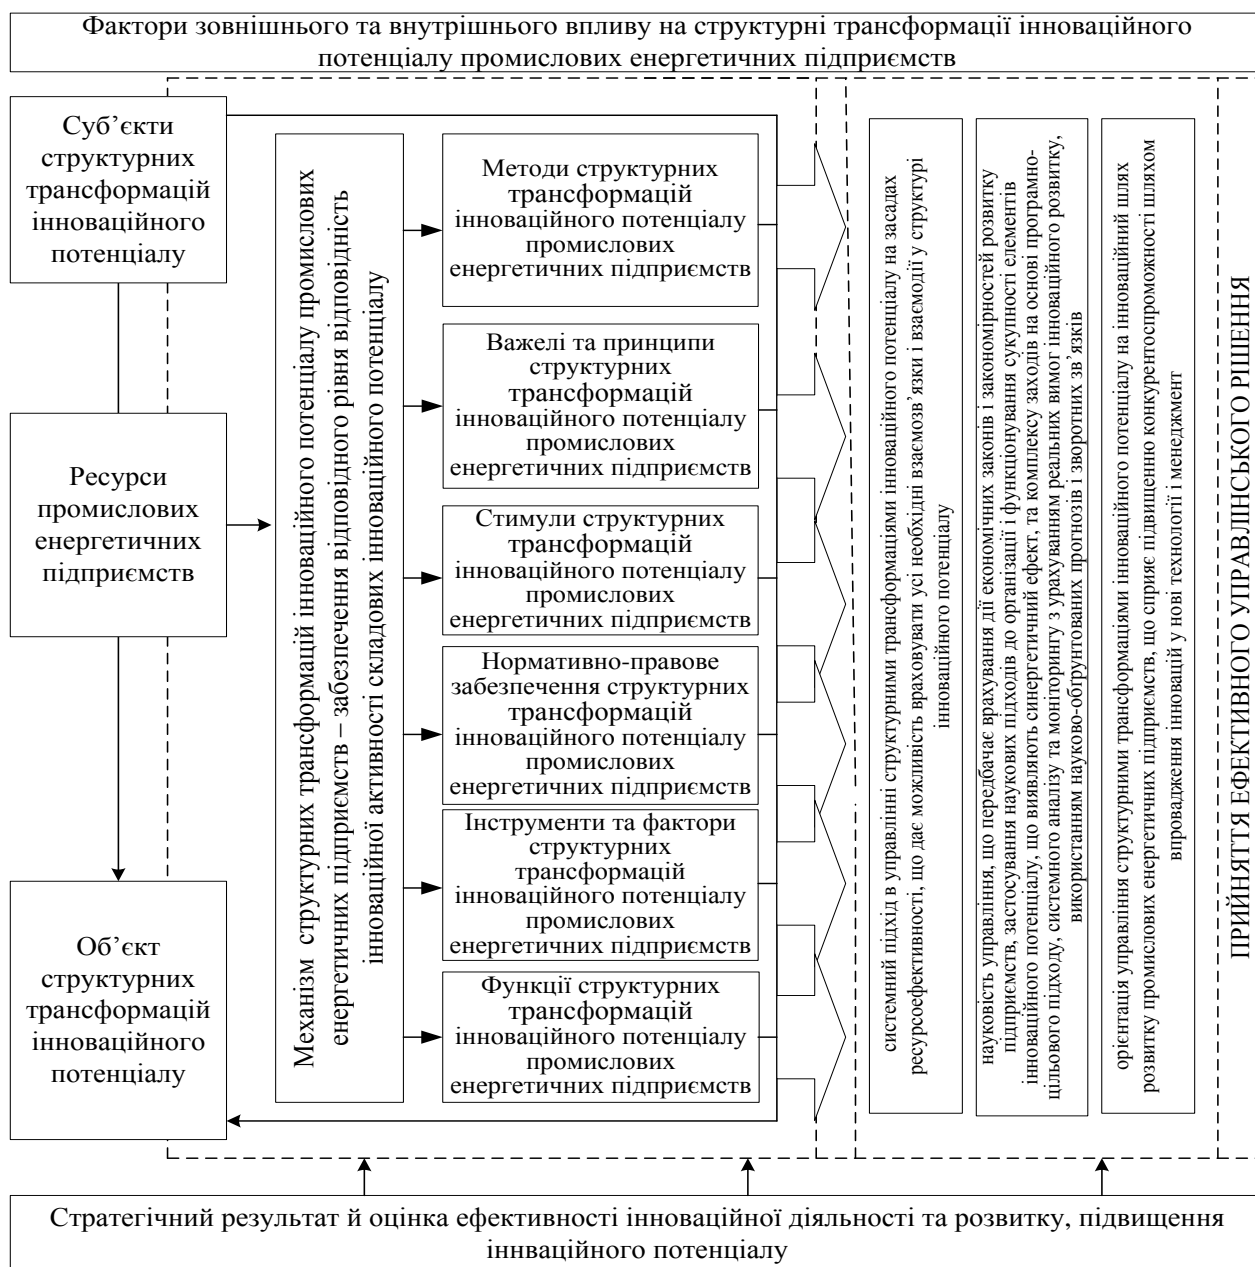 Фактори зовнішнього та внутрішнього впливу на структурні трансформації інноваційного
потенціалу промислових енергетичних підприємств
Суб’єкти
структурних
трансформацій
інноваційного
потенціалу
Ресурси
промислових
енергетичних
підприємств
Об’єкт
структурних
трансформацій
інноваційного
потенціалу
Механізм структурних трансформацій інноваційного потенціалу промислових
енергетичних підприємств – забезпечення відповідного рівня відповідність
інноваційної активності складових інноваційного потенціалу
Методи структурних
трансформацій
інноваційного потенціалу
промислових
енергетичних підприємств
Важелі та принципи
структурних
трансформацій
інноваційного потенціалу
промислових
енергетичних підприємств
Стимули структурних
трансформацій
інноваційного потенціалу
промислових
енергетичних підприємств
Нормативно-правове
забезпечення структурних
трансформацій
інноваційного потенціалу
промислових
енергетичних підприємств
Інструменти та фактори
структурних
трансформацій
інноваційного потенціалу
промислових
енергетичних підприємств
Функції структурних
трансформацій
інноваційного потенціалу
промислових
енергетичних підприємств
системний підхід в управлінні структурними трансформаціями інноваційного потенціалу на засадах
ресурсоефективності, що дає можливість враховувати усі необхідні взаємозв’язки і взаємодії у структурі
інноваційного потенціалу
науковість управління, що передбачає врахування дії економічних законів і закономірностей розвитку
підприємств, застосування наукових підходів до організації і функціонування сукупності елементів
інноваційного потенціалу, що виявляють синергетичний ефект, та комплексу заходів на основі програмно-
цільового підходу, системного аналізу та моніторингу з урахуванням реальних вимог інноваційного розвитку,
використанням науково-обґрунтованих прогнозів і зворотних зв’язків
орієнтація управління структурними трансформаціями інноваційного потенціалу на інноваційний шлях
розвитку промислових енергетичних підприємств, що сприяє підвищенню конкурентоспроможності шляхом
впровадження інновацій у нові технології і менеджмент
ПРИЙНЯТТЯ ЕФЕКТИВНОГО УПРАВЛІНСЬКОГО РІШЕННЯ
Стратегічний результат й оцінка ефективності інноваційної діяльності та розвитку, підвищення
іннваційного потенціалу